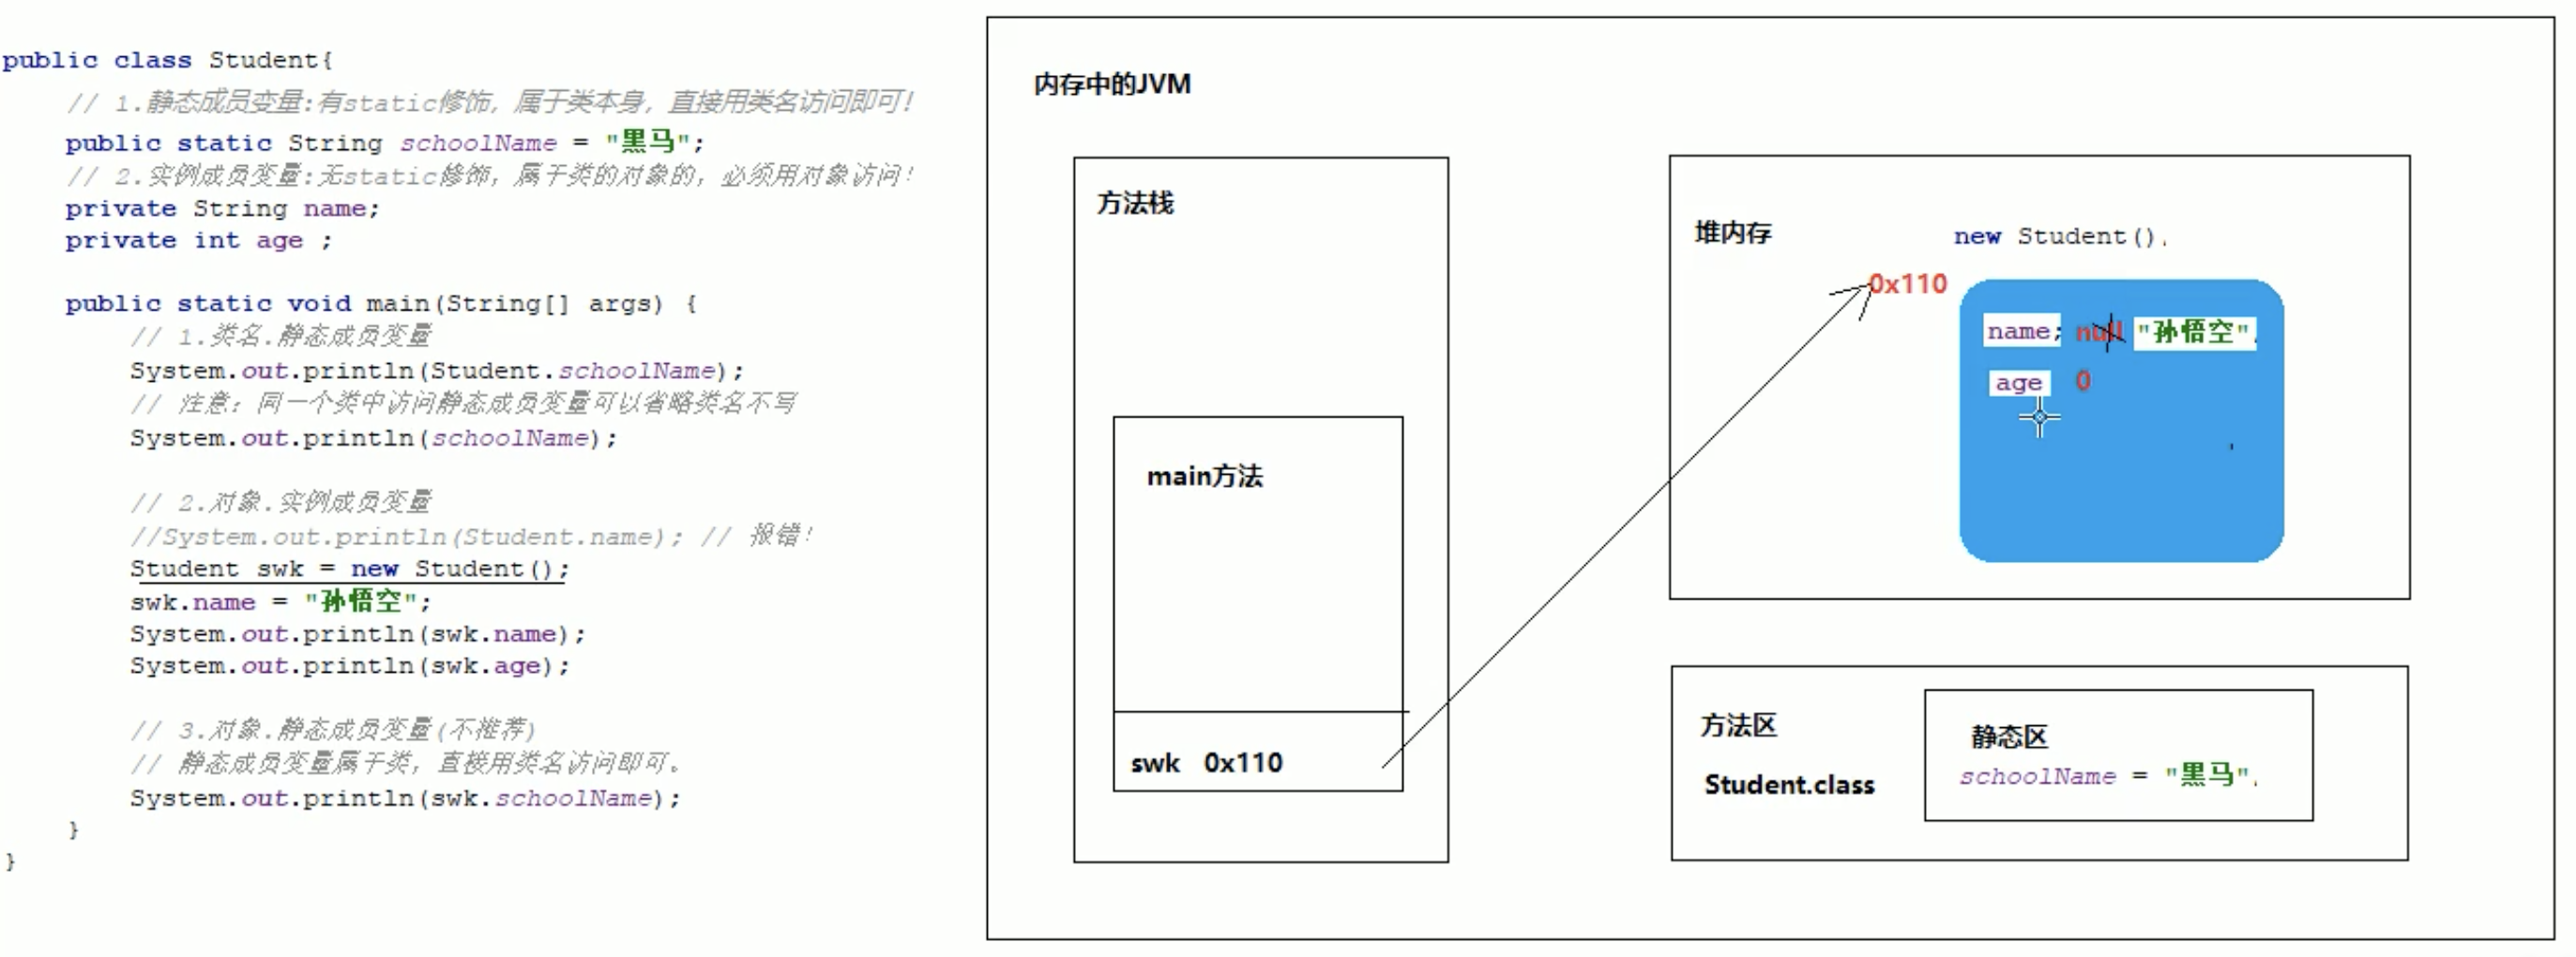 public class Student{
// 1.静态成员变量:有static修饰，属于类本身，直接用类名访问即可!
public static String schoolName = "黑马";
// 2.实例成员变量:无static修饰，属于类的对象的，必须用对象访问!
private String name;
private int age ;
public static void main(String[] args) {
// 1.类名.静态成员变量
System.out.println(Student.schoolName);
// 注意：同一个类中访问静态成员变量可以省略类名不写
System.out.println(schoolName);
// 2.对象.实例成员变量
//System.out.println(Student.name); // 报错!
Student swk = new Student();
swk.name = "孙悟空";
System.out.println(swk.name);
System.out.println(swk.age);
// 3.对象.静态成员变量(不推荐)
// 静态成员变量属于类，直接用类名访问即可。
System.out.println(swk.schoolName);
}
}
内存中的JVM
方法栈
main方法
swk 0x110
堆内存
new Student()
0x110
name; null "孙悟空"
age 0
方法区
Student.class
静态区
schoolName = "黑马"